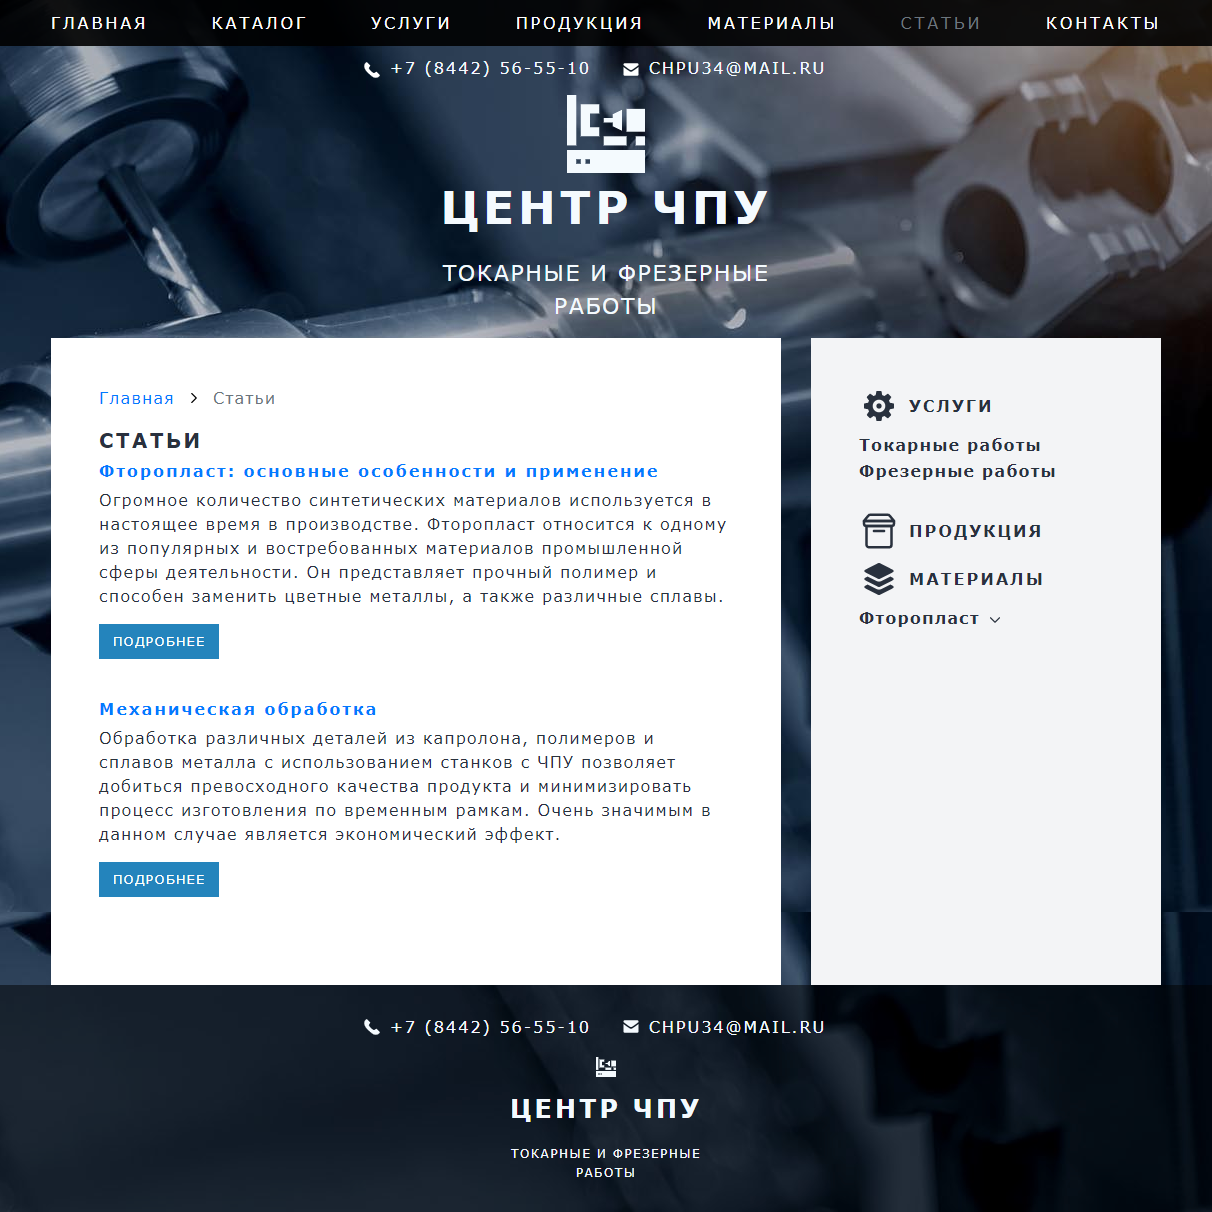 ГЛАВНАЯ КАТАЛОГ УСЛУГИ ПРОДУКЦИЯ МАТЕРИАЛЫ СТАТЬИ КОНТАКТЫ
+7 (8442) 56-55-10 CHPU34@MAIL.RU
ЦЕНТР ЧПУ
ТОКАРНЫЕ И ФРЕЗЕРНЫЕ
РАБОТЫ
Главная Статьи
СТАТЬИ
Фторопласт: основные особенности и применение
Огромное количество синтетических материалов используется в
настоящее время в производстве. Фторопласт относится к одному
из популярных и востребованных материалов промышленной
сферы деятельности. Он представляет прочный полимер и
способен заменить цветные металлы, а также различные сплавы.
ПОДРОБНЕЕ
Механическая обработка
Обработка различных деталей из капролона, полимеров и
сплавов металла с использованием станков с ЧПУ позволяет
добиться превосходного качества продукта и минимизировать
процесс изготовления по временным рамкам. Очень значимым в
данном случае является экономический эффект.
ПОДРОБНЕЕ
УСЛУГИ
Токарные работы
Фрезерные работы
ПРОДУКЦИЯ
МАТЕРИАЛЫ
Фторопласт
+7 (8442) 56-55-10 CHPU34@MAIL.RU
ЦЕНТР ЧПУ
ТОКАРНЫЕ И ФРЕЗЕРНЫЕ
РАБОТЫ